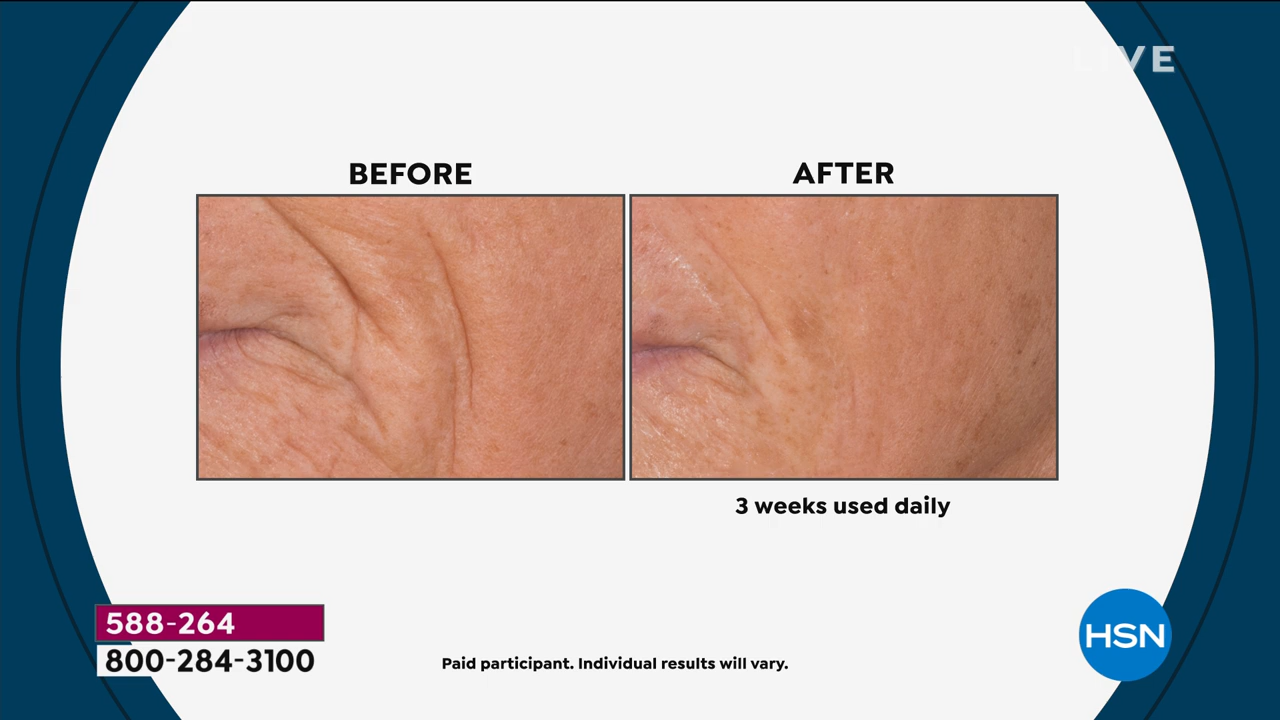 LIVE
BEFORE
AFTER
3 weeks used daily
588-264
800-284-3100
Paid participant. Individual results will vary.
HSN